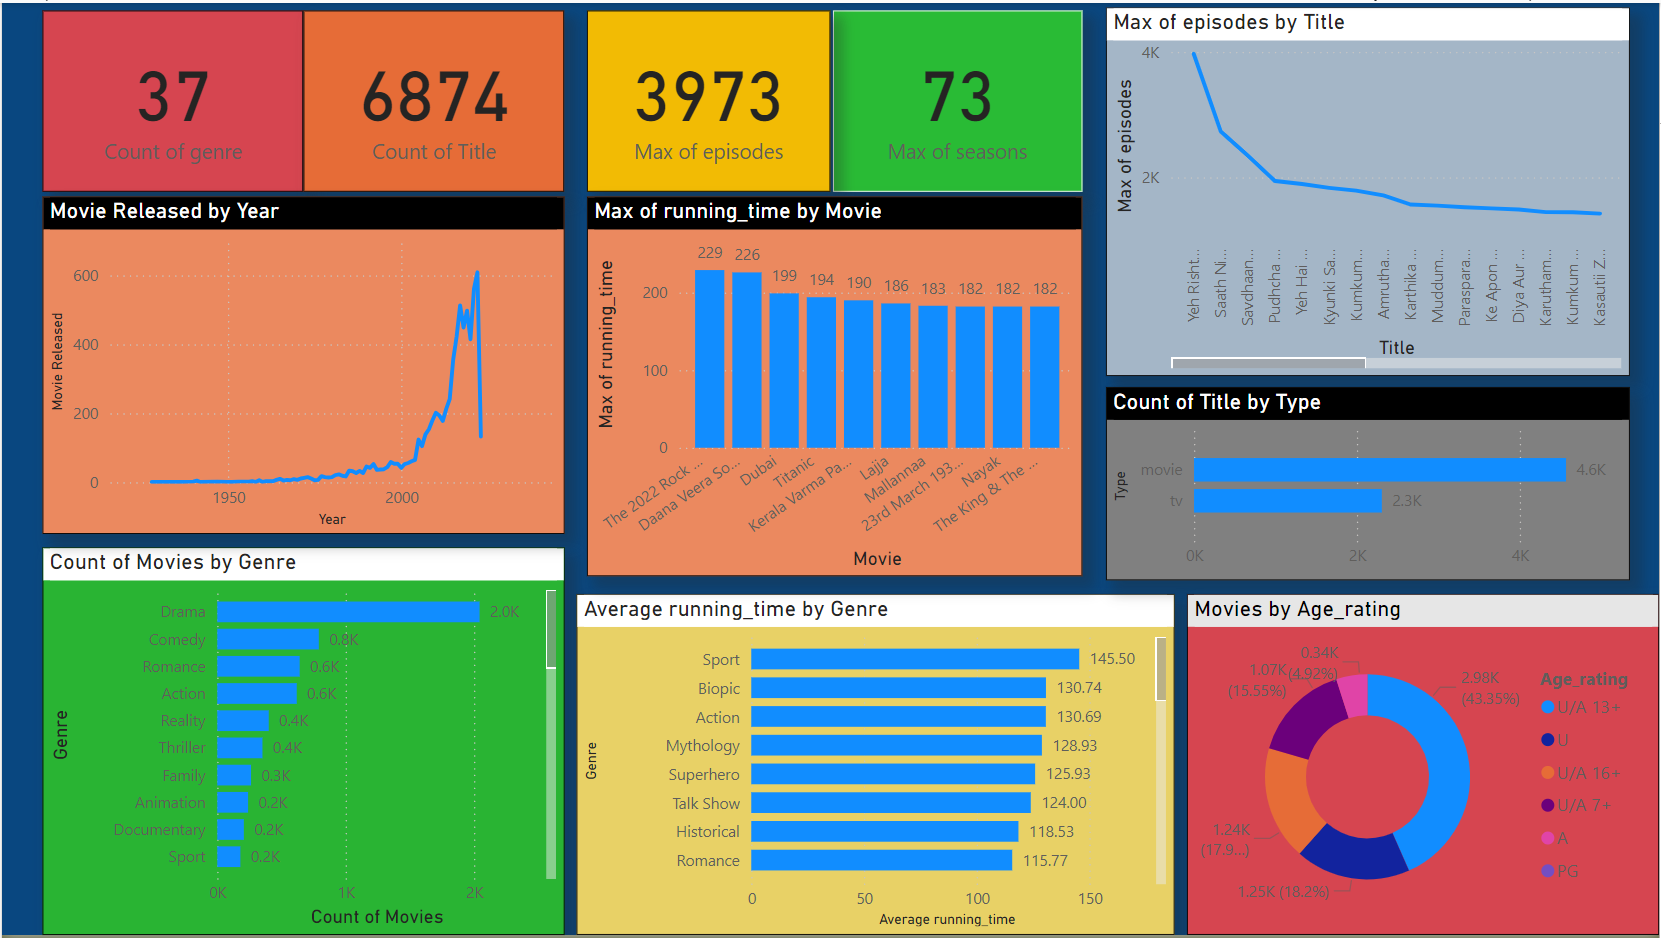 37
Count of genre
6874
Count of Title
3973
Max of episodes
73
Max of seasons
Max of episodes by Title
Max of episodes
4K
2K
Yeh Risht...
Saath Ni...
Savdhaan...
Pudhcha ...
Yeh Hai ...
Kyunki Sa...
Kumkum...
Amrutha...
Karthika ...
Muddum...
Paraspara...
Ke Apon ...
Diya Aur ...
Karutham...
Kumkum ...
Kasautii Z...
Title
Movie Released by Year
Movie Released
600
400
200
0
1950
2000
Year
Max of running_time by Movie
Max of running_time
200
100
0
229
226
199
194
190
186
183
182
182
182
The 2022 Rock ...
Daana Veera So...
Dubai
Titanic
Kerala Varma Pa...
Lajja
Mallannaa
23rd March 193...
Nayak
The King & The ...
Movie
Count of Title by Type
Type
movie
4.6K
tv
2.3K
0K
2K
4K
Count of Movies by Genre
Genre
Drama
2.0K
Comedy
0.8K
Romance
0.6K
Action
0.6K
Reality
0.4K
Thriller
0.4K
Family
0.3K
Animation
0.2K
Documentary
0.2K
Sport
0.2K
0K
1K
2K
Count of Movies
Average running_time by Genre
Genre
Sport
145.50
Biopic
130.74
Action
130.69
Mythology
128.93
Superhero
125.93
Talk Show
124.00
Historical
118.53
Romance
115.77
0
50
100
150
Average running_time
Movies by Age_rating
0.34K
(4.92%)
1.07K
(15.55%)
2.98K
(43.35%)
1.24K
(17.9...)
1.25K (18.2%)
Age_rating
U/A 13+
U
U/A 16+
U/A 7+
A
PG